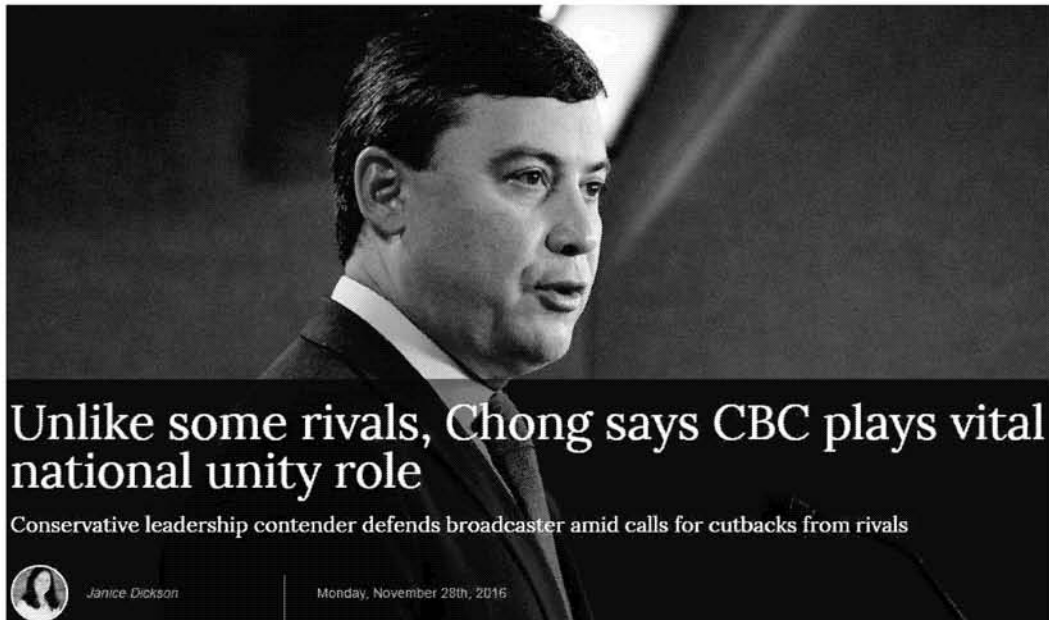 Unlike some rivals, Chong says CBC plays vital
national unity role
Conservative leadership contender defends broadcaster amid calls for cutbacks from rivals
Janice Dickson
Monday, November 28th, 2016